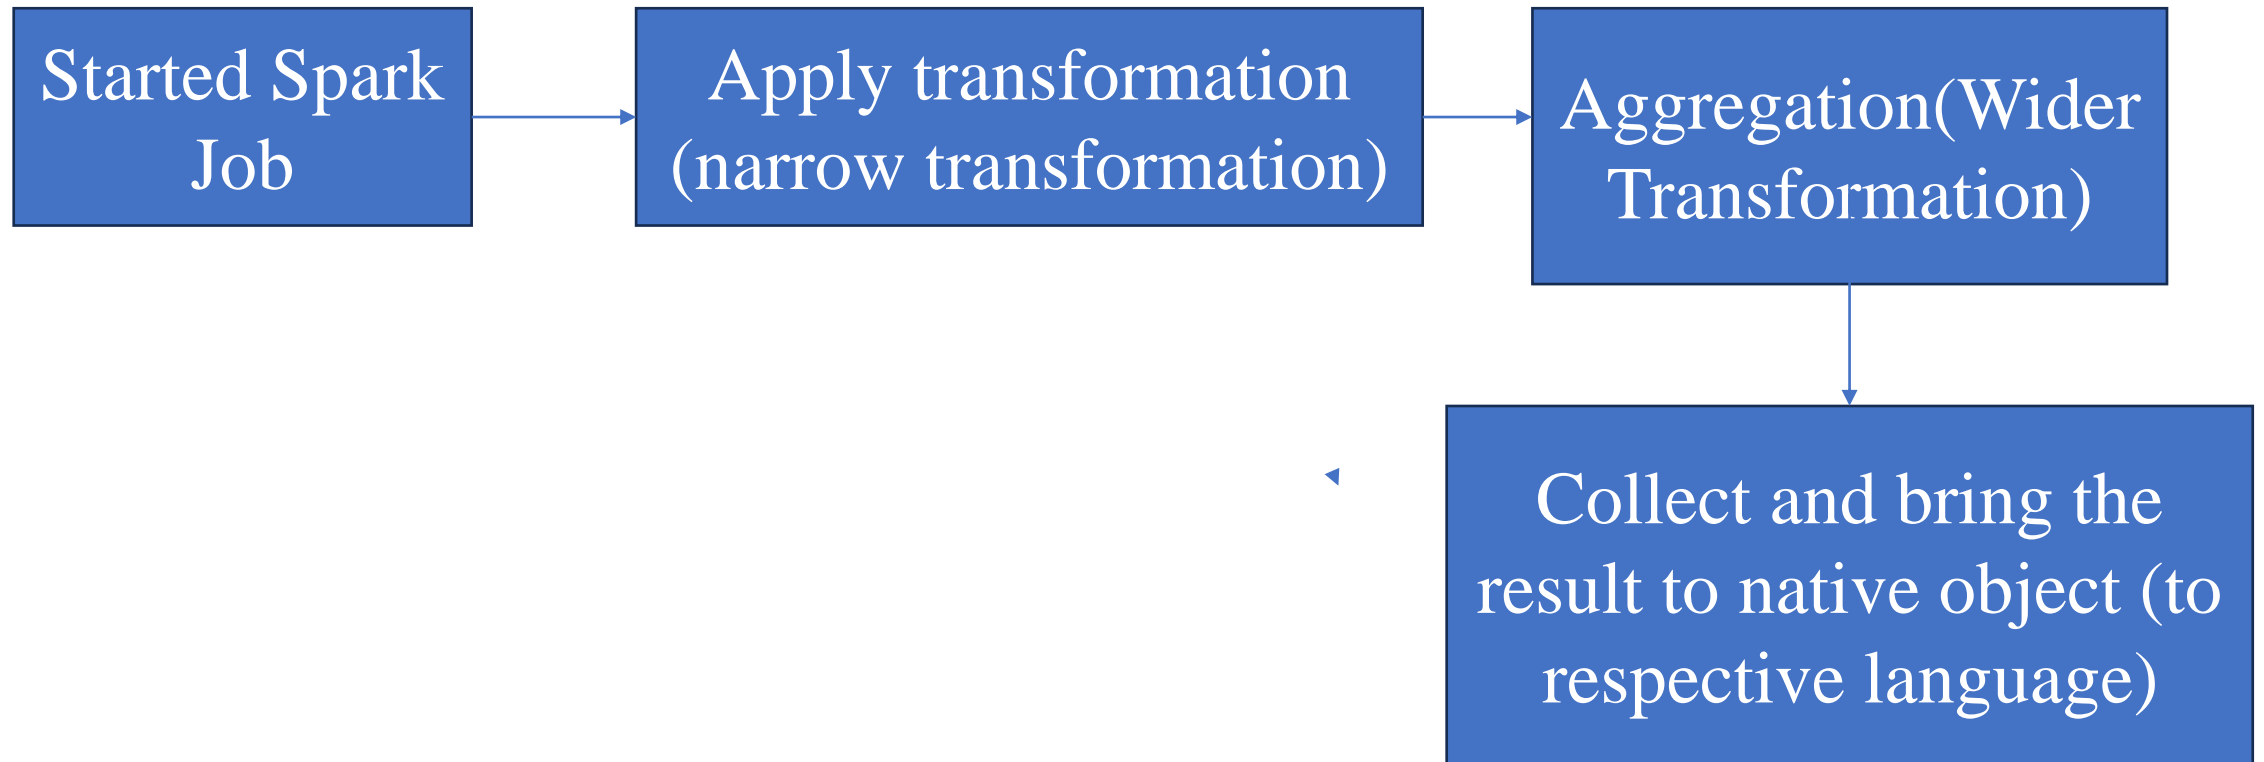 Started Spark
Job
Apply transformation
(narrow transformation)
Aggregation(Wider
Transformation)
Collect and bring the
result to native object (to
respective language)